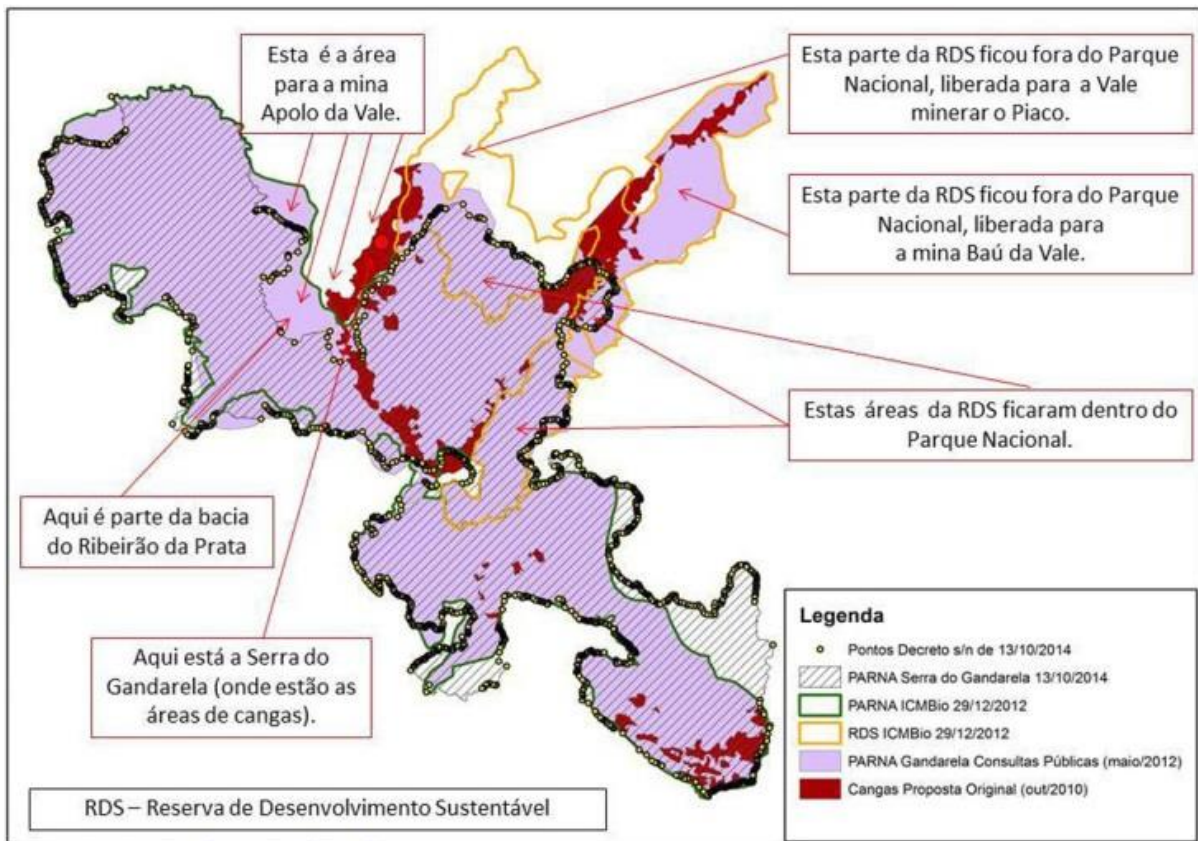 Esta é a área
para a mina
Apolo da Vale.
Esta parte da RDS ficou fora do Parque
Nacional, liberada para a Vale
minerar o Piaco.
Esta parte da RDS ficou fora do Parque
Nacional, liberada para
a mina Baú da Vale.
Estas áreas da RDS ficaram dentro do
Parque Nacional.
Aqui é parte da bacia
do Ribeirão da Prata
Aqui está a Serra do
Gandarela (onde estão as
áreas de cangas).
RDS – Reserva de Desenvolvimento Sustentável
Legenda
Pontos Decreto s/n de 13/10/2014
PARNA Serra do Gandarela 13/10/2014
PARNA ICMBio 29/12/2012
RDS ICMBio 29/12/2012
PARNA Gandarela Consultas Públicas (maio/2012)
Cangas Proposta Original (out/2010)